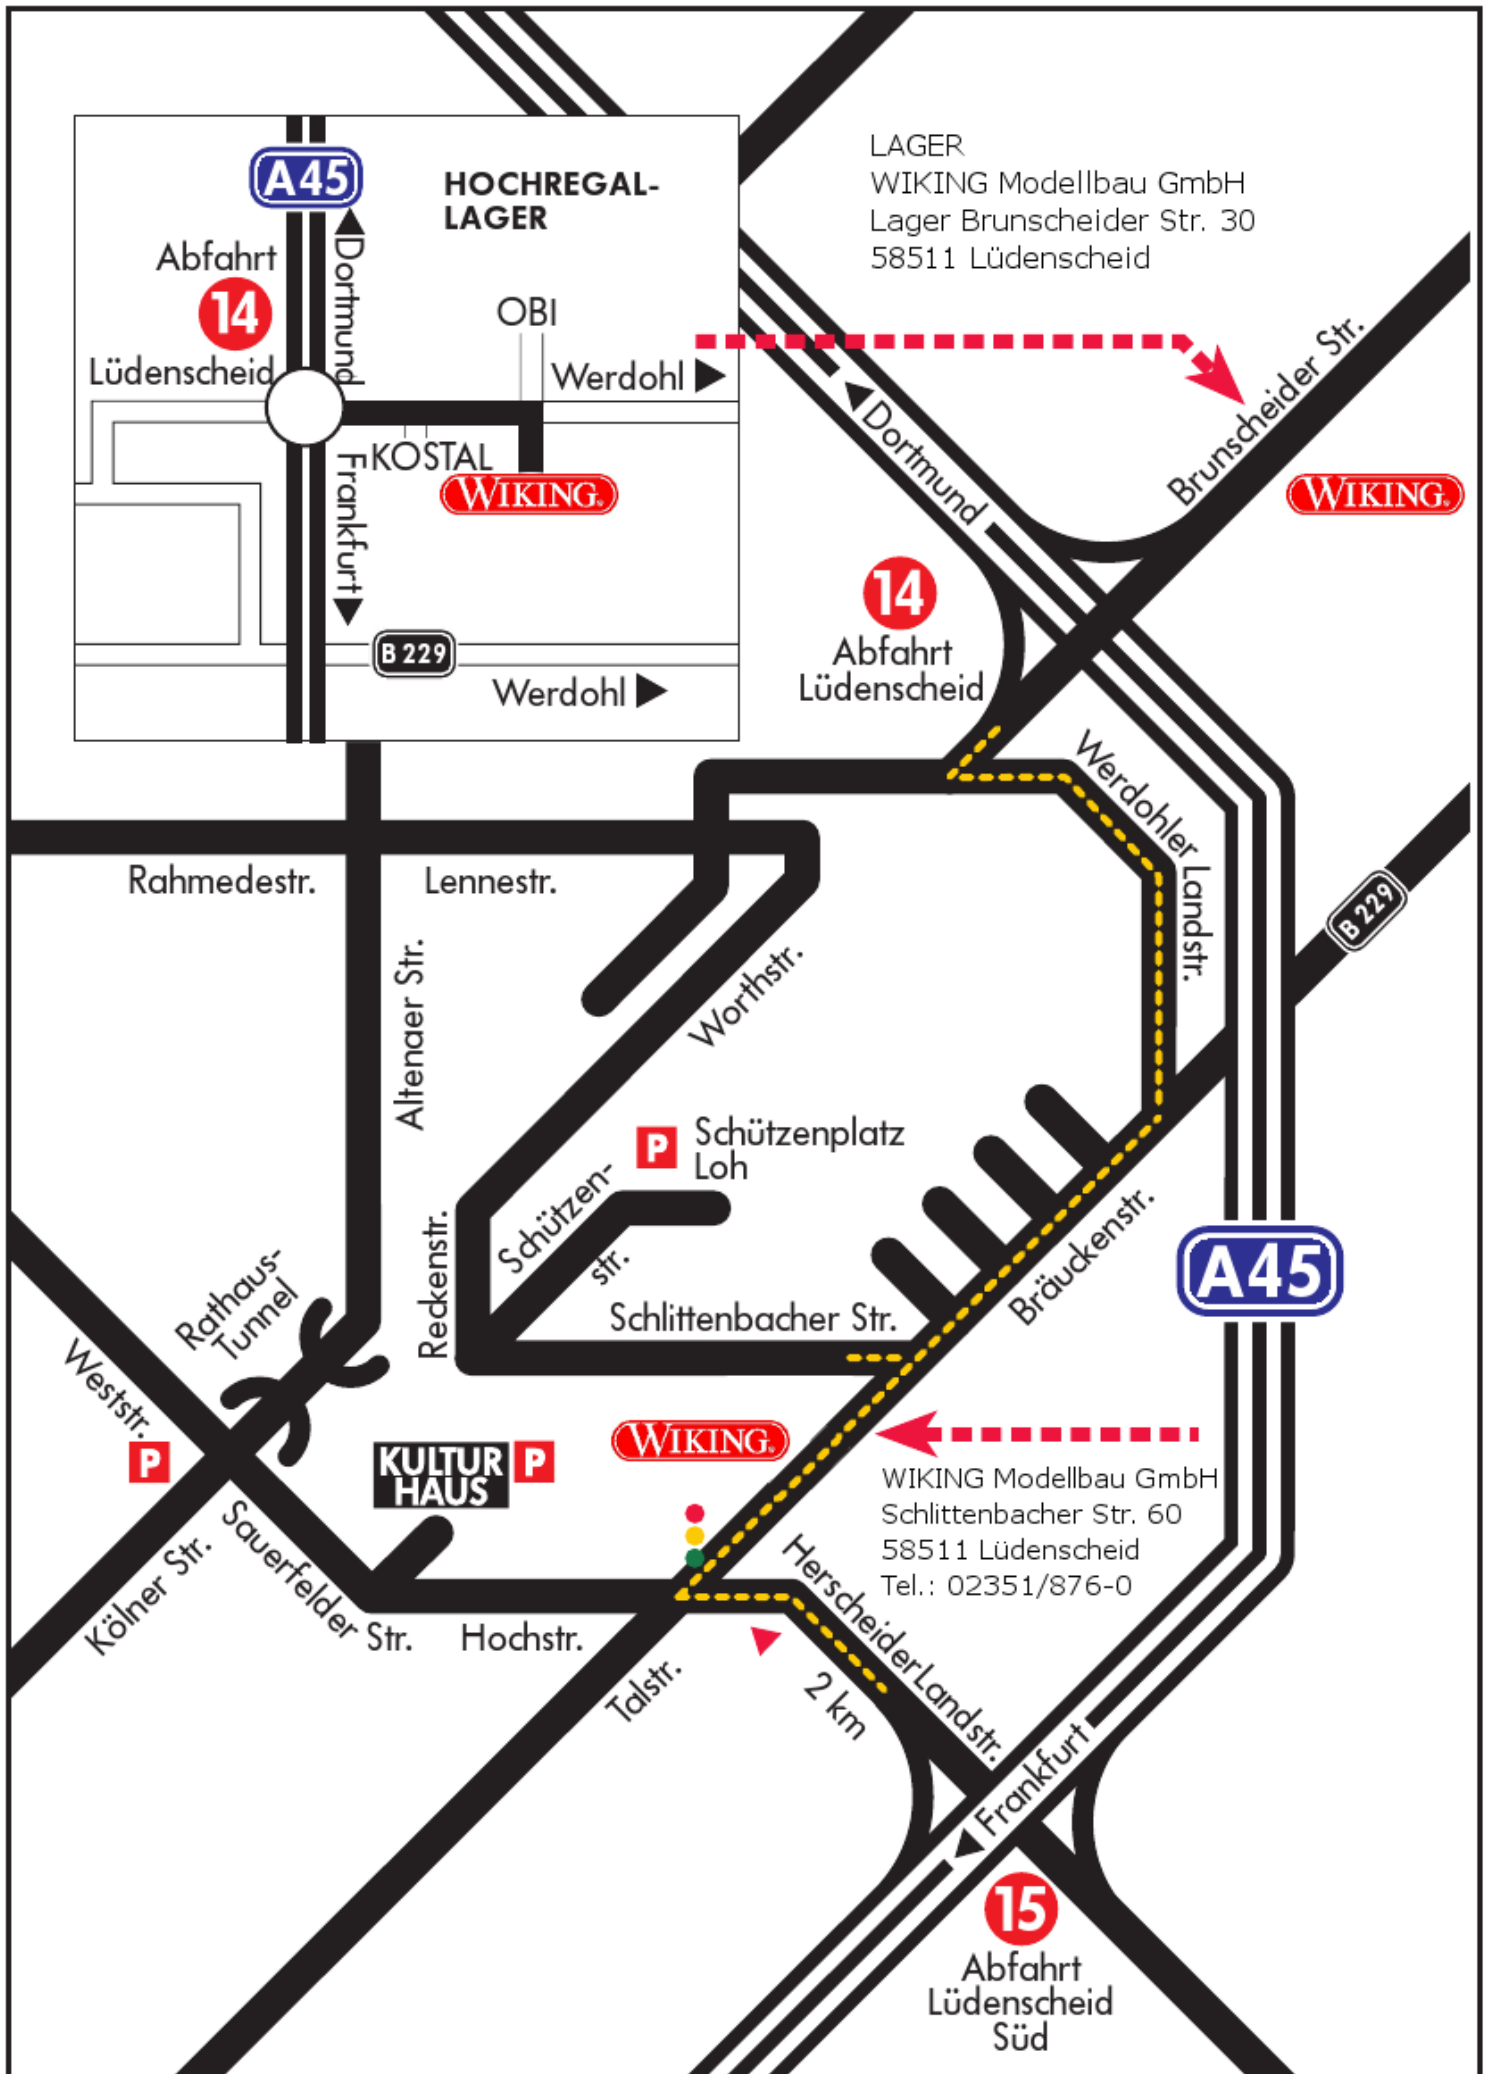 A45
HOCHREGAL-
LAGER
Abfahrt
14
Lüdenscheid
Dortmund
OBI
Werdohl
KOSTAL
WIKING
Frankfurt
B 229
Werdohl
LAGER
WIKING Modellbau GmbH
Lager Brunscheider Str. 30
58511 Lüdenscheid
Brunscheider Str.
WIKING
Dortmund
14
Abfahrt
Lüdenscheid
Werdohler Landstr.
B 229
Rahmedestr.
Lennestr.
Altenaer Str.
Worthstr.
P
Schützenplatz
Loh
Schützen-
str.
Reckenstr.
Bräuckenstr.
A45
Schlittenbacher Str.
Rathaus-
Tunnel
Weststr.
P
KULTUR
HAUS
P
WIKING
WIKING Modellbau GmbH
Schlittenbacher Str. 60
58511 Lüdenscheid
Tel.: 02351/876-0
Kölner Str.
Sauerfelder Str.
Hochstr.
Talstr.
Herscheider Landstr.
2 km
Frankfurt
15
Abfahrt
Lüdenscheid
Süd